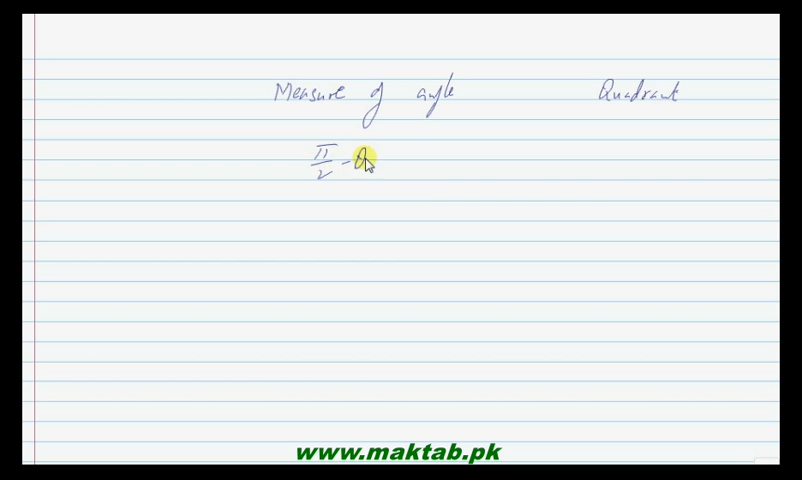 Measure of angle Quadrant
π/2 - θ
www.maktab.pk